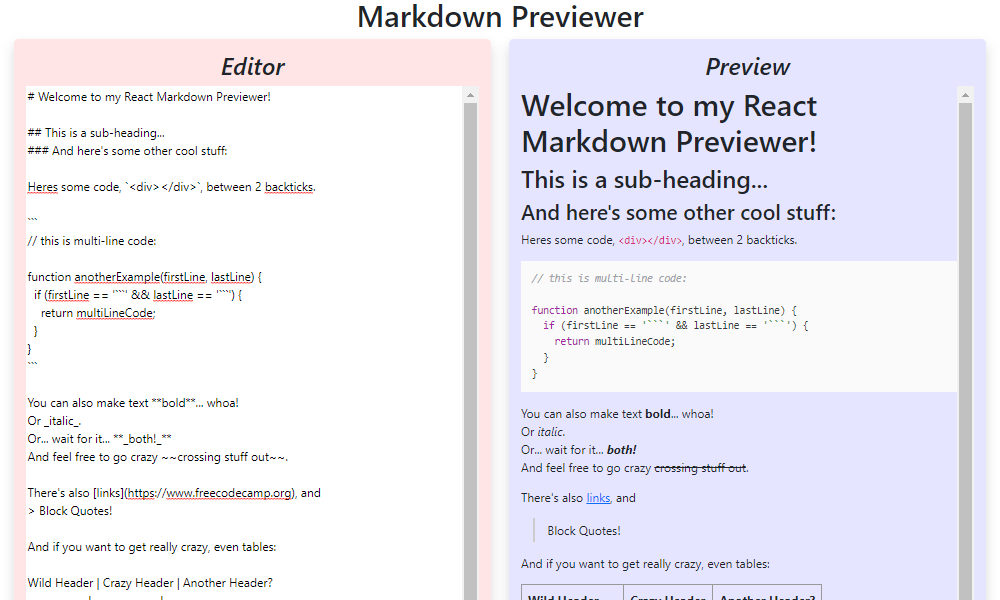 Markdown Previewer
Editor
# Welcome to my React Markdown Previewer!
## This is a sub-heading...
### And here's some other cool stuff:
Heres some code, `<div></div>`, between 2 backticks.
```
// this is multi-line code:
function anotherExample(firstLine, lastLine) {
  if (firstLine == '```' && lastLine == '```') {
    return multiLineCode;
  }
}
```
You can also make text **bold**... whoa!
Or _italic_.
Or... wait for it... **_both!_**
And feel free to go crazy ~~crossing stuff out~~.
There's also [links](https://www.freecodecamp.org), and
> Block Quotes!
And if you want to get really crazy, even tables:
Wild Header | Crazy Header | Another Header?
Preview
Welcome to my React
Markdown Previewer!
This is a sub-heading...
And here's some other cool stuff:
Heres some code, <div></div>, between 2 backticks.
// this is multi-line code:
function anotherExample(firstLine, lastLine) {
  if (firstLine == '```' && lastLine == '```') {
    return multiLineCode;
  }
}
You can also make text bold... whoa!
Or italic.
Or... wait for it... both!
And feel free to go crazy crossing stuff out.
There's also links, and
Block Quotes!
And if you want to get really crazy, even tables:
Wild Header Crazy Header Another Header?